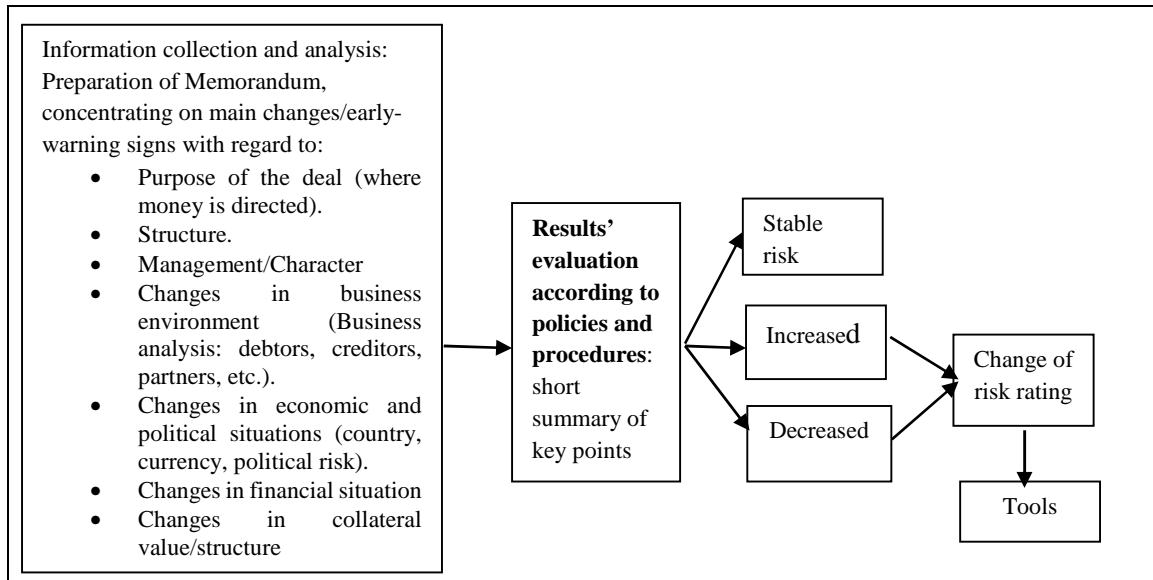 Information collection and analysis:
Preparation of Memorandum,
concentrating on main changes/early-
warning signs with regard to:
• Purpose of the deal (where
money is directed).
• Structure.
• Management/Character
• Changes in business
environment (Business
analysis: debtors, creditors,
partners, etc.).
• Changes in economic and
political situations (country,
currency, political risk).
• Changes in financial situation
• Changes in collateral
value/structure
Results’
evaluation
according to
policies and
procedures:
short
summary of
key points
Stable
risk
Increased
Decreased
Change of
risk rating
Tools